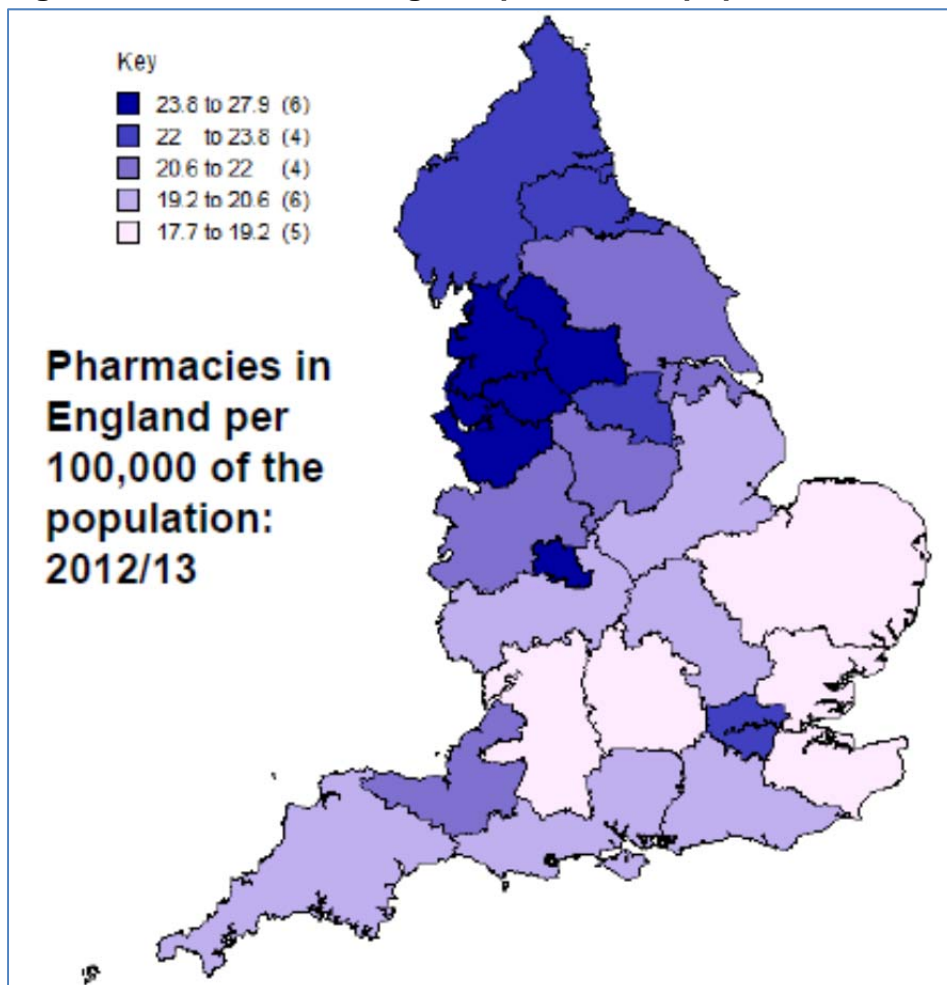 Key
23.8 to 27.9 (6)
22 to 23.8 (4)
20.6 to 22 (4)
19.2 to 20.6 (6)
17.7 to 19.2 (5)
Pharmacies in
England per
100,000 of the
population:
2012/13